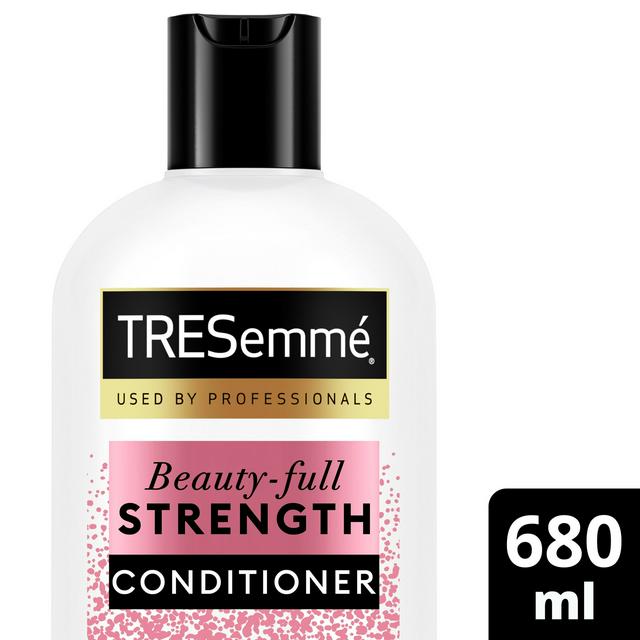 TRESemmé®
USED BY PROFESSIONALS
Beauty-full
STRENGTH
CONDITIONER
680
ml